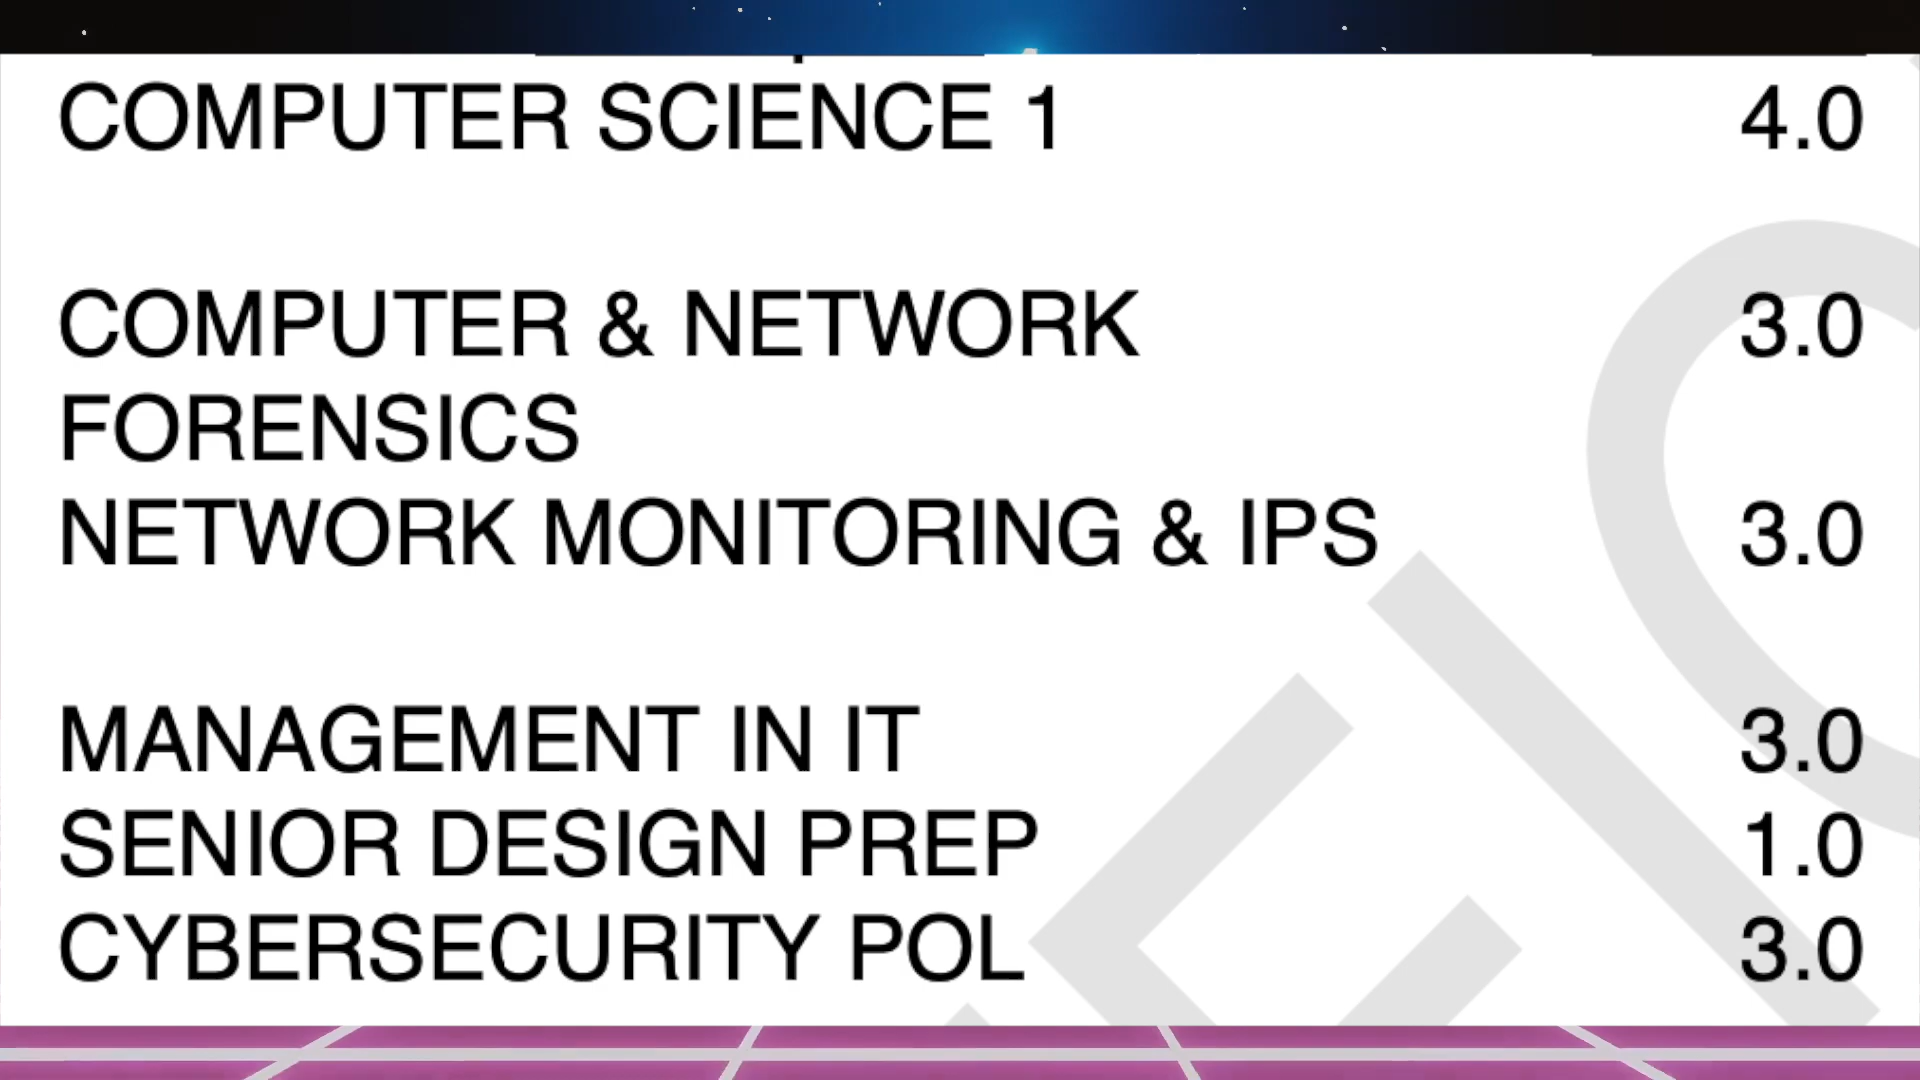 COMPUTER SCIENCE 1 4.0
COMPUTER & NETWORK 3.0
FORENSICS
NETWORK MONITORING & IPS 3.0
MANAGEMENT IN IT 3.0
SENIOR DESIGN PREP 1.0
CYBERSECURITY POL 3.0